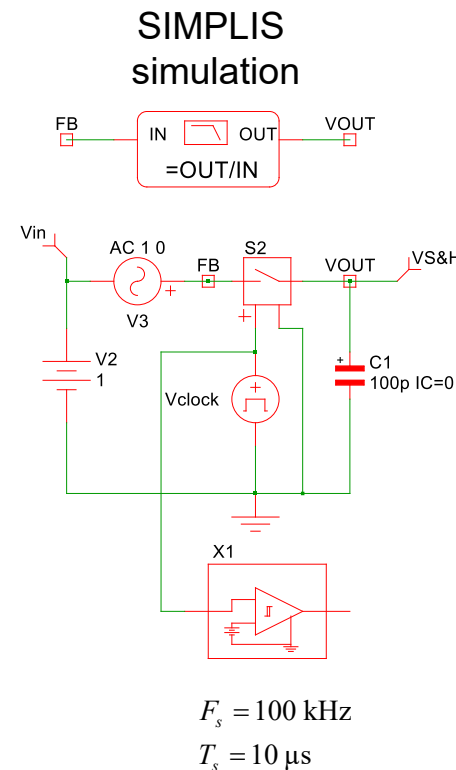 SIMPLIS
simulation
FB IN OUT VOUT
=OUT/IN
Vin AC 1 0 FB S2 VOUT VS&H
V3
V2
1
C1
100p IC=0
Vclock
X1
Fs = 100 kHz
Ts = 10 µs